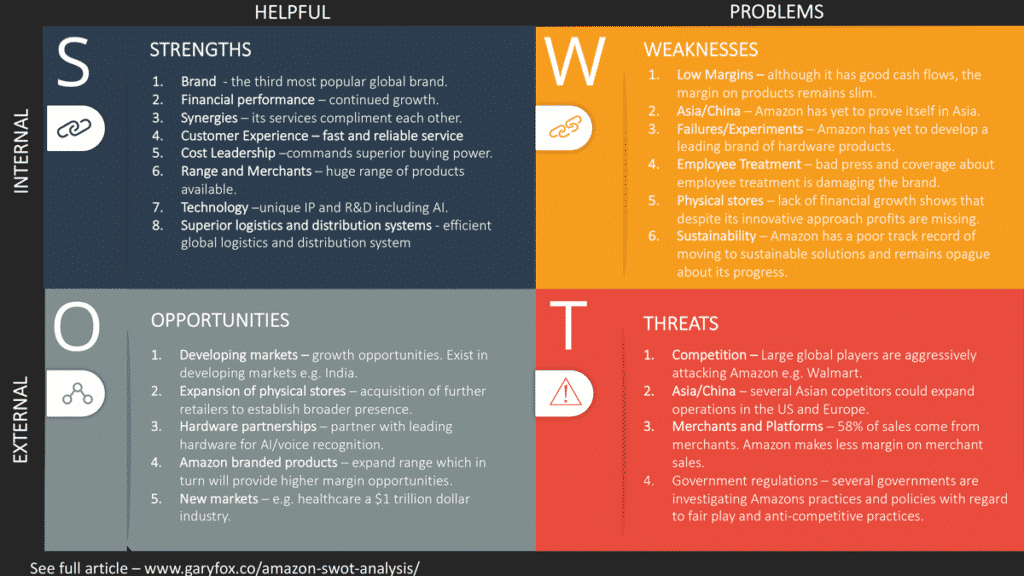 HELPFUL
PROBLEMS
INTERNAL
S
STRENGTHS
1. Brand - the third most popular global brand.
2. Financial performance – continued growth.
3. Synergies – its services compliment each other.
4. Customer Experience – fast and reliable service
5. Cost Leadership –commands superior buying power.
6. Range and Merchants – huge range of products
available.
7. Technology –unique IP and R&D including AI.
8. Superior logistics and distribution systems - efficient
global logistics and distribution system
W
WEAKNESSES
1. Low Margins – although it has good cash flows, the
margin on products remains slim.
2. Asia/China – Amazon has yet to prove itself in Asia.
3. Failures/Experiments – Amazon has yet to develop a
leading brand of hardware products.
4. Employee Treatment – bad press and coverage about
employee treatment is damaging the brand.
5. Physical stores – lack of financial growth shows that
despite its innovative approach profits are missing.
6. Sustainability – Amazon has a poor track record of
moving to sustainable solutions and remains opague
about its progress.
EXTERNAL
O
OPPORTUNITIES
1. Developing markets – growth opportunities. Exist in
developing markets e.g. India.
2. Expansion of physical stores – acquisition of further
retailers to establish broader presence.
3. Hardware partnerships – partner with leading
hardware for AI/voice recognition.
4. Amazon branded products – expand range which in
turn will provide higher margin opportunities.
5. New markets – e.g. healthcare a $1 trillion dollar
industry.
T
THREATS
1. Competition – Large global players are aggressively
attacking Amazon e.g. Walmart.
2. Asia/China – several Asian copetitors could expand
operations in the US and Europe.
3. Merchants and Platforms – 58% of sales come from
merchants. Amazon makes less margin on merchant
sales.
4. Government regulations – several governments are
investigating Amazons practices and policies with regard
to fair play and anti-competitive practices.
See full article – www.garyfox.co/amazon-swot-analysis/